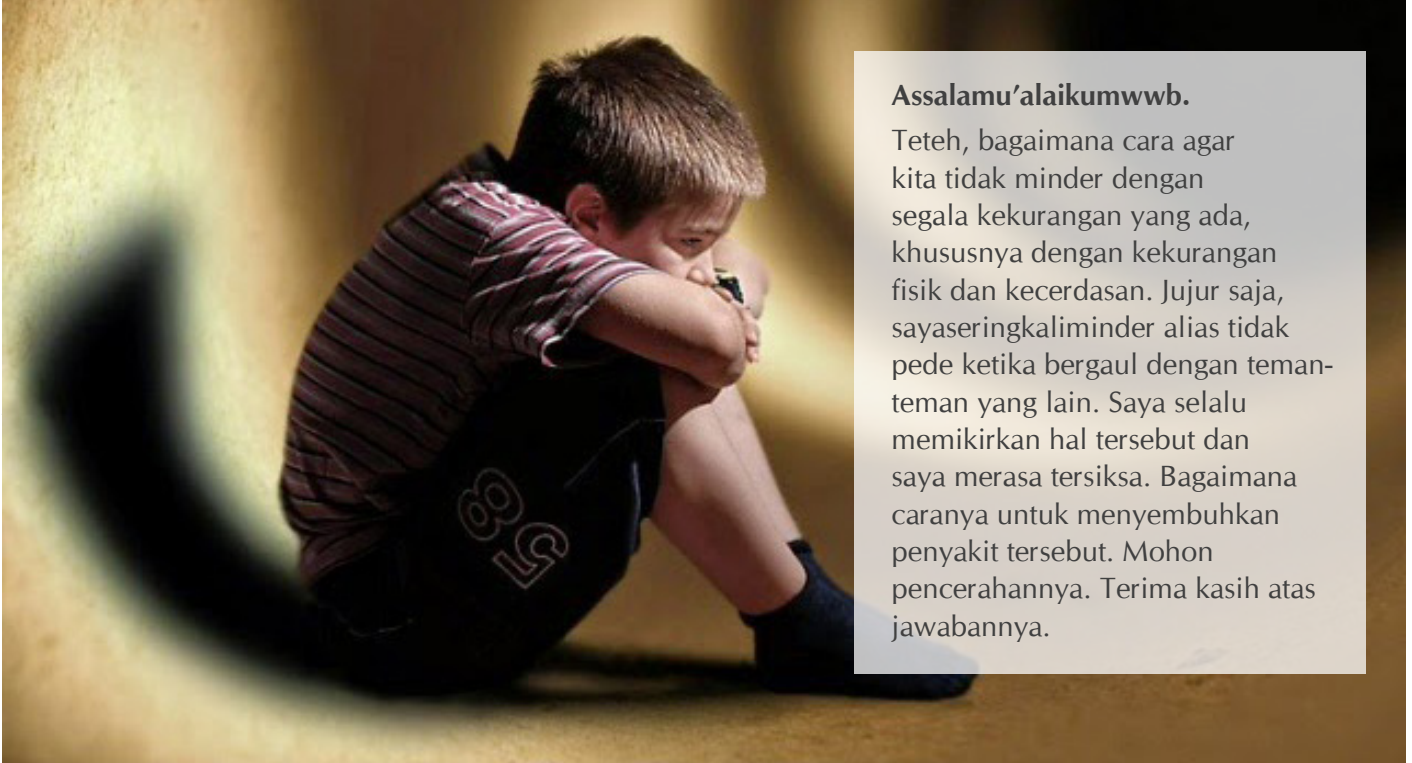 Assalamu’alaikumwwb.
Teteh, bagaimana cara agar
kita tidak minder dengan
segala kekurangan yang ada,
khususnya dengan kekurangan
fisik dan kecerdasan. Jujur saja,
sayaseringkaliminder alias tidak
pede ketika bergaul dengan teman-
teman yang lain. Saya selalu
memikirkan hal tersebut dan
saya merasa tersiksa. Bagaimana
caranya untuk menyembuhkan
penyakit tersebut. Mohon
pencerahannya. Terima kasih atas
jawabannya.
85